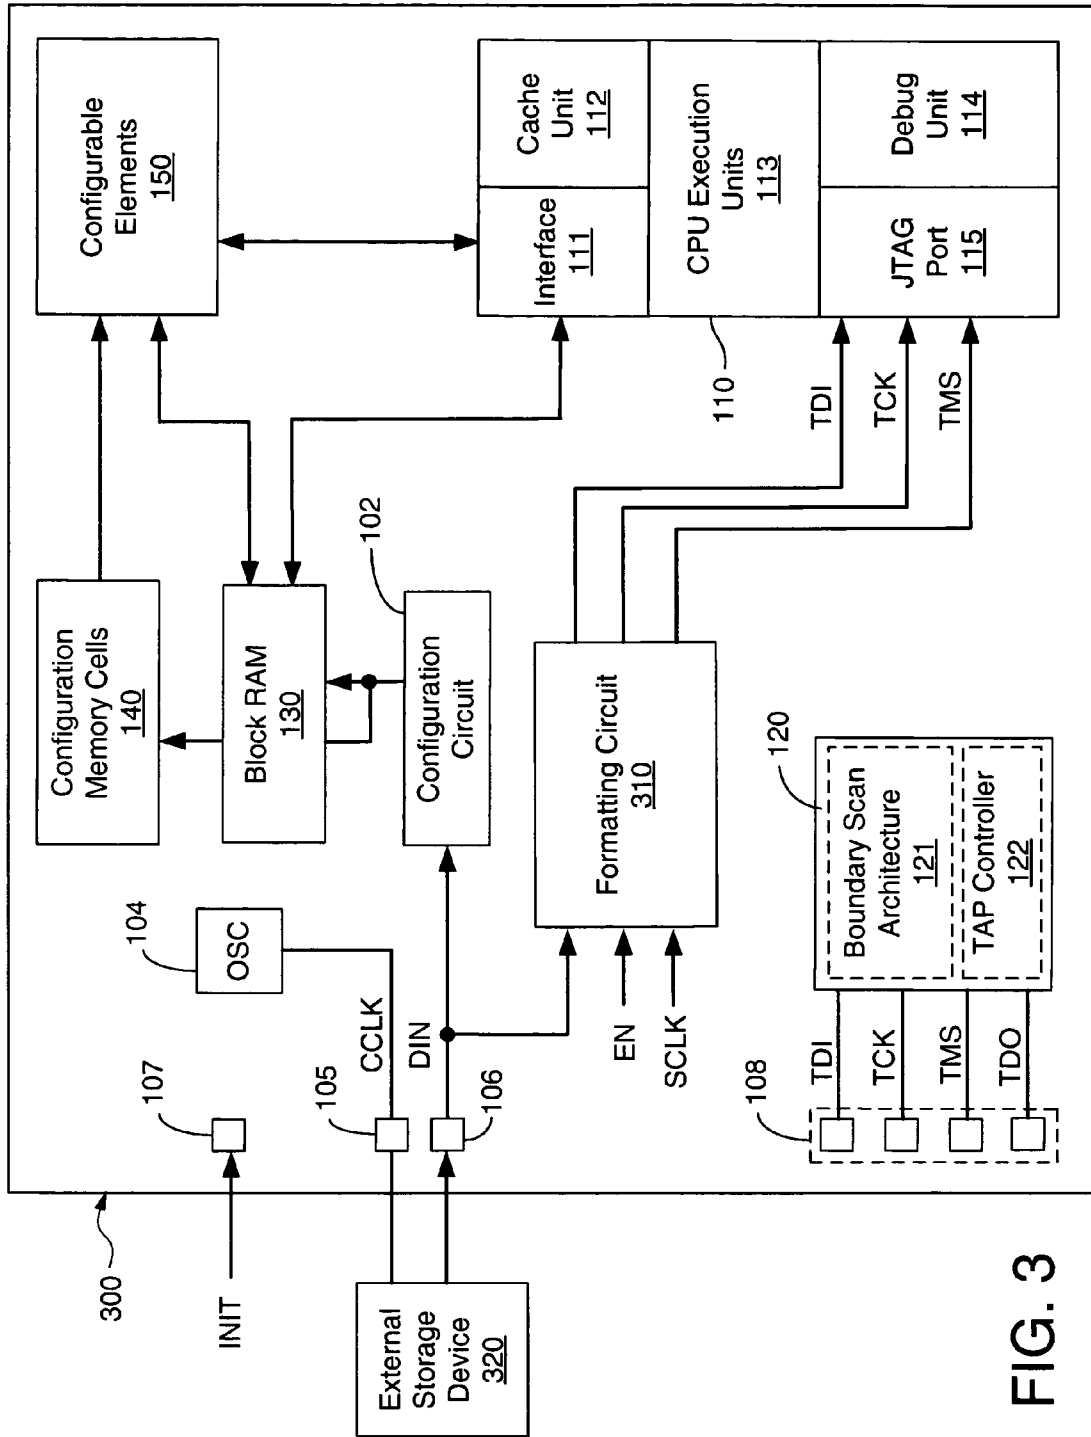 300
INIT
107
External
Storage
Device
320
105
106
CCLK
DIN
104
OSC
Configuration
Memory Cells
140
Block RAM
130
Configuration
Circuit
102
Configurable
Elements
150
EN
SCLK
Formatting Circuit
310
TDI
TCK
TMS
110
Interface
111
Cache
Unit
112
CPU Execution
Units
113
JTAG
Port
115
Debug
Unit
114
108
TDI
TCK
TMS
TDO
120
Boundary Scan
Architecture
121
TAP Controller
122
FIG. 3